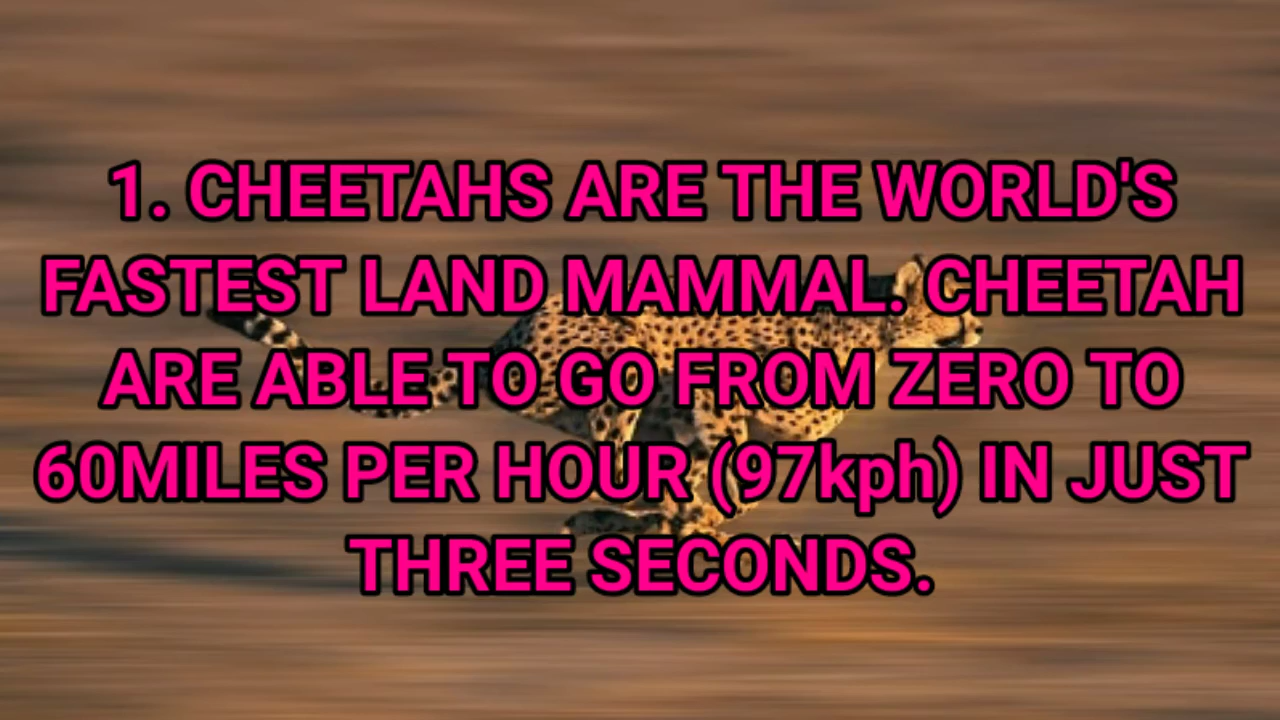 1. CHEETAHS ARE THE WORLD'S
FASTEST LAND MAMMAL. CHEETAH
ARE ABLE TO GO FROM ZERO TO
60MILES PER HOUR (97kph) IN JUST
THREE SECONDS.